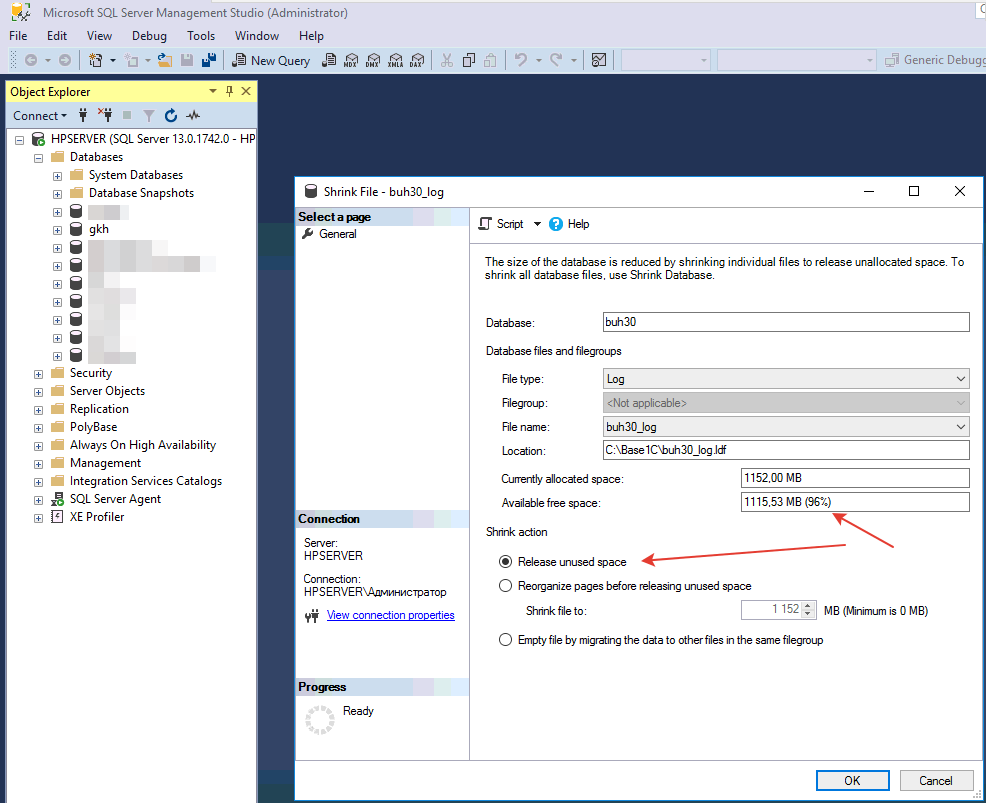 Microsoft SQL Server Management Studio (Administrator)
File Edit View Debug Tools Window Help
New Query MDX DMX XMLA DAX Generic Debugg
Object Explorer
Connect
HPSERVER (SQL Server 13.0.1742.0 - HP
Databases
System Databases
Database Snapshots
gkh
Security
Server Objects
Replication
PolyBase
Always On High Availability
Management
Integration Services Catalogs
SQL Server Agent
XE Profiler
Shrink File - buh30_log
Select a page
General
Connection
Server:
HPSERVER
Connection:
HPSERVER\Администратор
View connection properties
Progress
Ready
Script Help
The size of the database is reduced by shrinking individual files to release unallocated space. To
shrink all database files, use Shrink Database.
Database: buh30
Database files and filegroups
File type: Log
Filegroup: <Not applicable>
File name: buh30_log
Location: C:\Base1C\buh30_log.ldf
Currently allocated space: 1152,00 MB
Available free space: 1115,53 MB (96%)
Shrink action
Release unused space
Reorganize pages before releasing unused space
Shrink file to: 1 152 MB (Minimum is 0 MB)
Empty file by migrating the data to other files in the same filegroup
OK Cancel